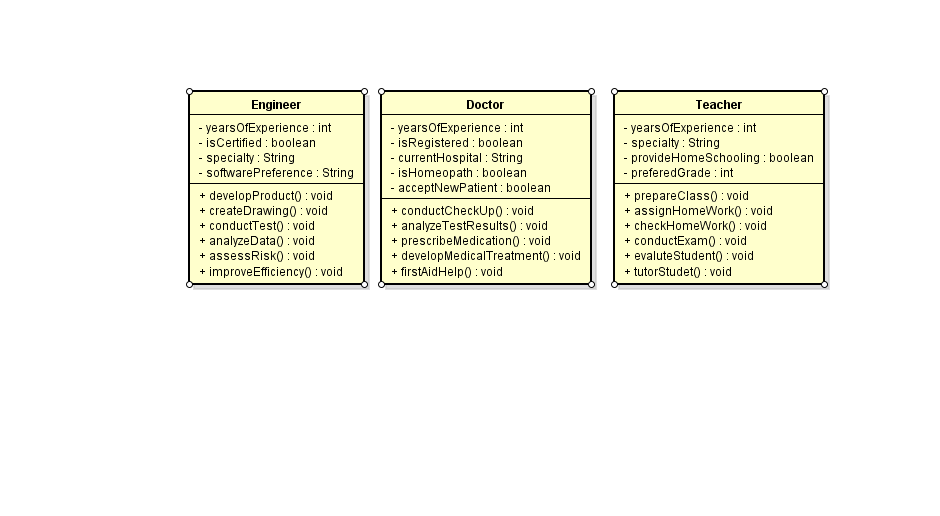 Engineer
- yearsOfExperience : int
- isCertified : boolean
- specialty : String
- softwarePreference : String
+ developProduct() : void
+ createDrawing() : void
+ conductTest() : void
+ analyzeData() : void
+ assessRisk() : void
+ improveEfficiency() : void
Doctor
- yearsOfExperience : int
- isRegistered : boolean
- currentHospital : String
- isHomeopath : boolean
- acceptNewPatient : boolean
+ conductCheckUp() : void
+ analyzeTestResults() : void
+ prescribeMedication() : void
+ developMedicalTreatment() : void
+ firstAidHelp() : void
Teacher
- yearsOfExperience : int
- specialty : String
- provideHomeSchooling : boolean
- preferedGrade : int
+ prepareClass() : void
+ assignHomeWork() : void
+ checkHomeWork() : void
+ conductExam() : void
+ evaluteStudent() : void
+ tutorStudet() : void